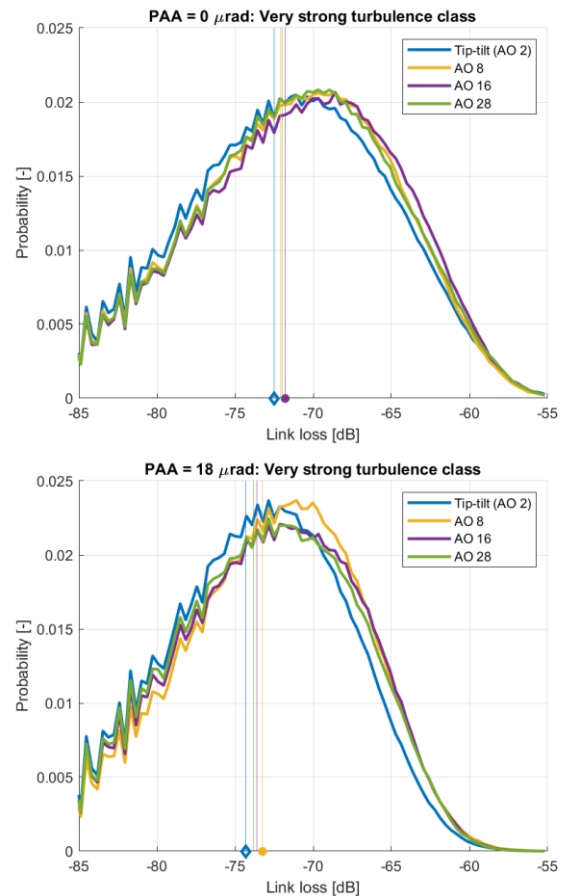 PAA = 0 μrad: Very strong turbulence class
Tip-tilt (AO 2)
AO 8
AO 16
AO 28
Probability [-]
0.025
0.02
0.015
0.01
0.005
0
-85 -80 -75 -70 -65 -60 -55
Link loss [dB]
PAA = 18 μrad: Very strong turbulence class
Tip-tilt (AO 2)
AO 8
AO 16
AO 28
Probability [-]
0.025
0.02
0.015
0.01
0.005
0
-85 -80 -75 -70 -65 -60 -55
Link loss [dB]